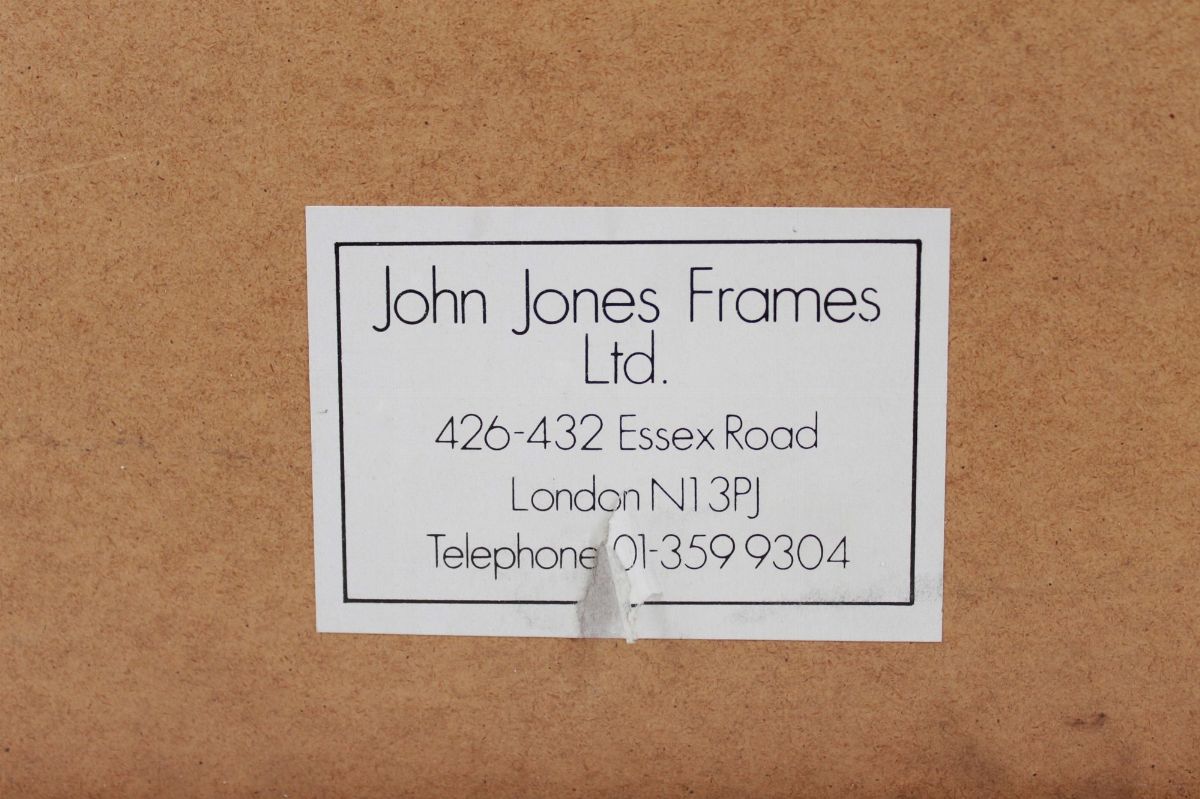 John Jones Frames
Ltd.
426-432 Essex Road
London N1 3PJ
Telephone 01-359 9304